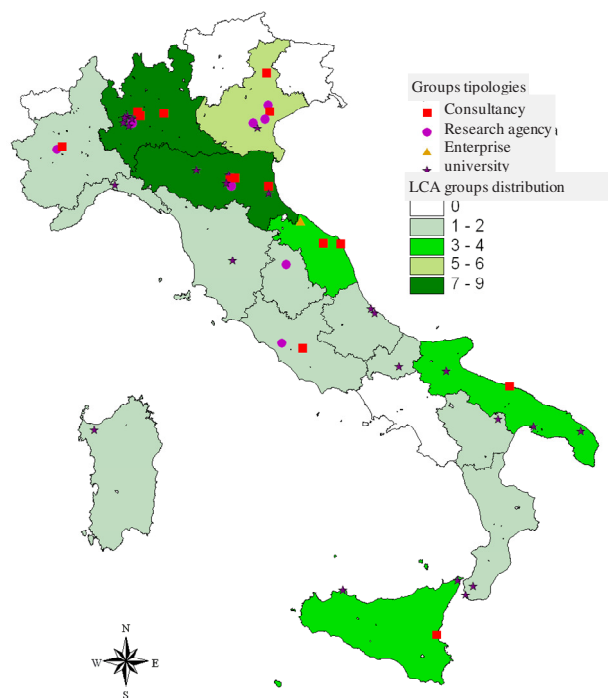 Groups tipologies
Consultancy
Research agency
Enterprise
university
LCA groups distribution
0
1 - 2
3 - 4
5 - 6
7 - 9
N
W E
S